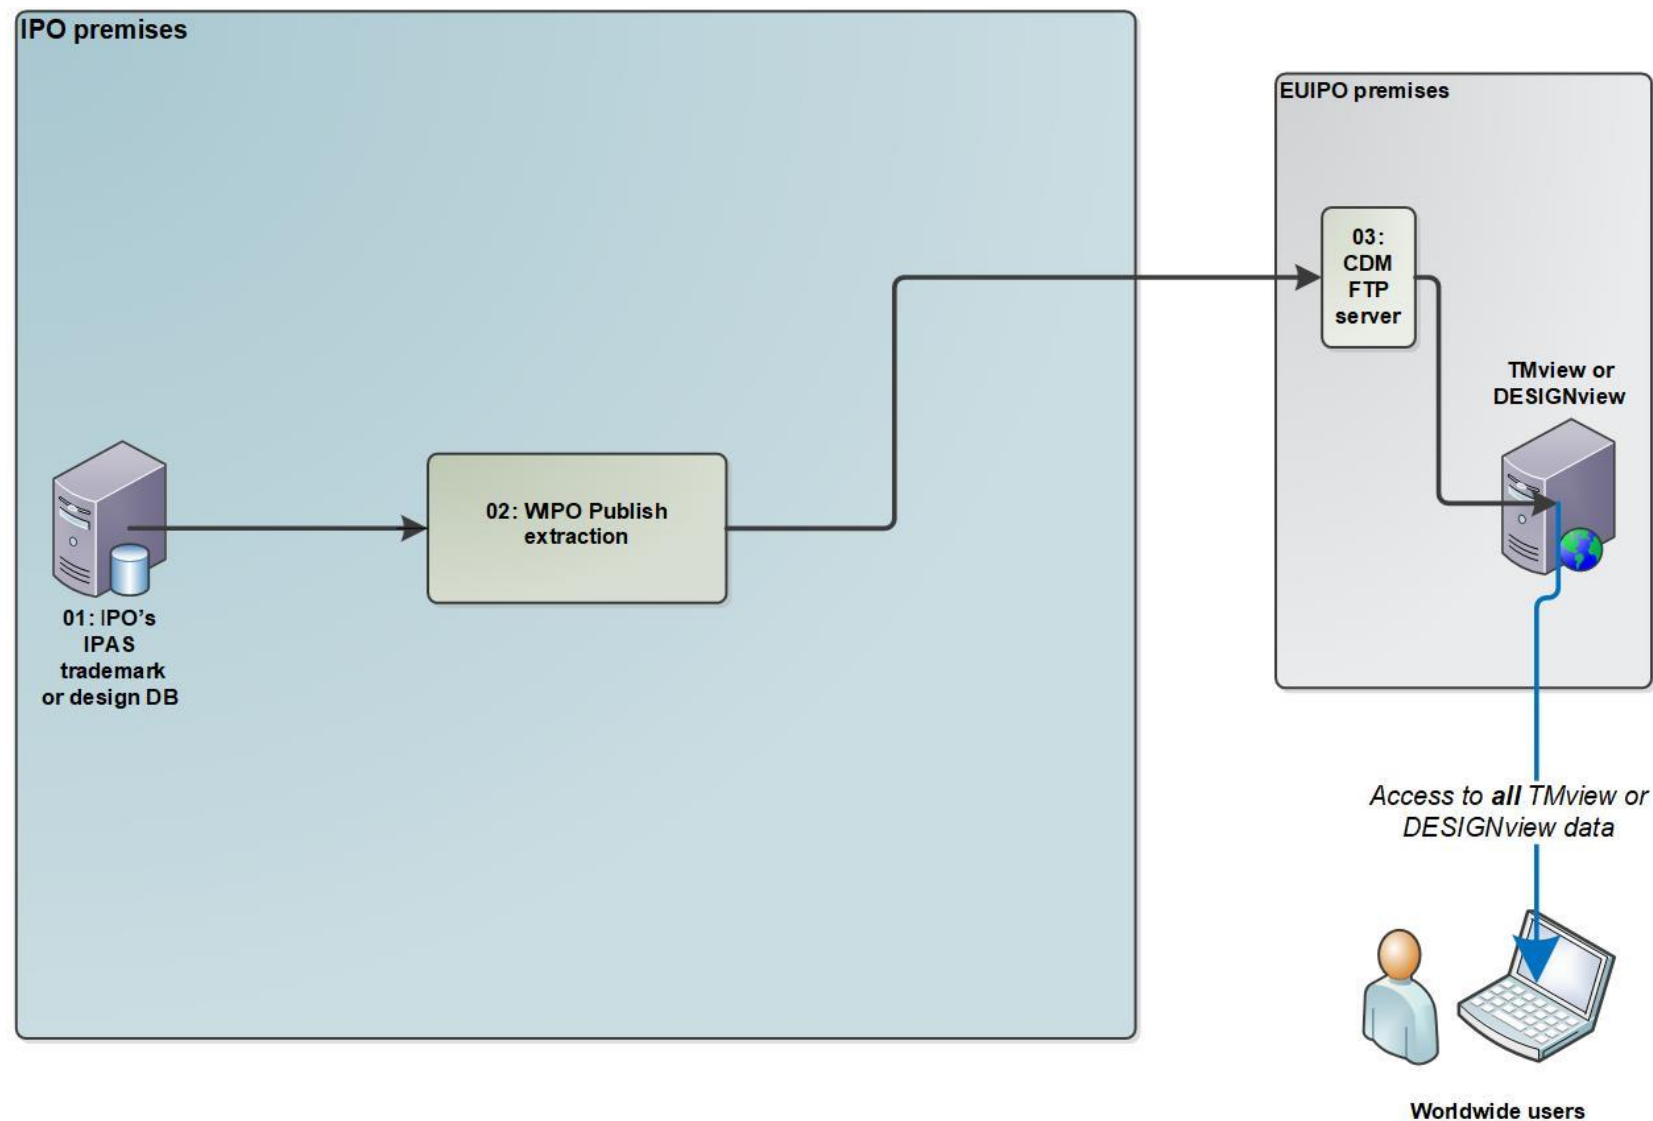 IPO premises
EUIPO premises
03:
CDM
FTP
server
TMview or
DESIGNview
02: WIPO Publish
extraction
01: IPO's
IPAS
trademark
or design DB
Access to all TMview or
DESIGNview data
Worldwide users